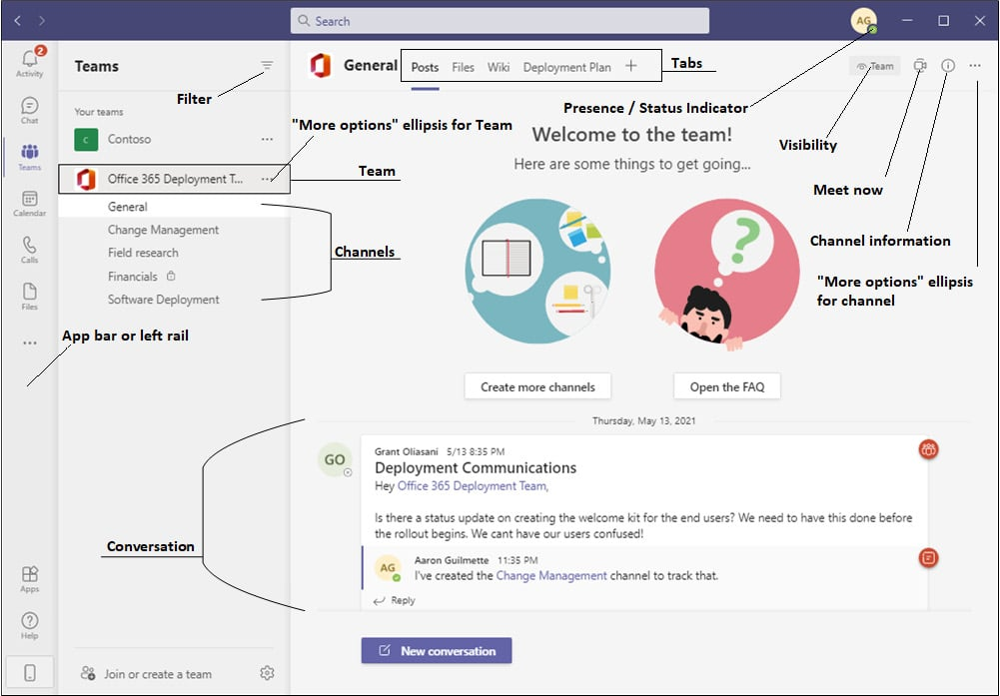 Search
AG
2
Activity
Chat
Teams
Calendar
Calls
Files
Apps
Help
Teams
Filter
Your teams
C
Contoso
"More options" ellipsis for Team
Office 365 Deployment T...
Team
General
Change Management
Field research
Financials
Software Deployment
Channels
App bar or left rail
Conversation
Join or create a team
General
Posts
Files
Wiki
Deployment Plan
Tabs
Team
Presence / Status Indicator
Visibility
Meet now
Channel information
"More options" ellipsis
for channel
Welcome to the team!
Here are some things to get going...
Create more channels
Open the FAQ
Thursday, May 13, 2021
GO
Grant Oliasani 5/13 8:35 PM
Deployment Communications
Hey Office 365 Deployment Team,
Is there a status update on creating the welcome kit for the end users? We need to have this done before
the rollout begins. We cant have our users confused!
AG
Aaron Guilmette 11:35 PM
I've created the Change Management channel to track that.
Reply
New conversation